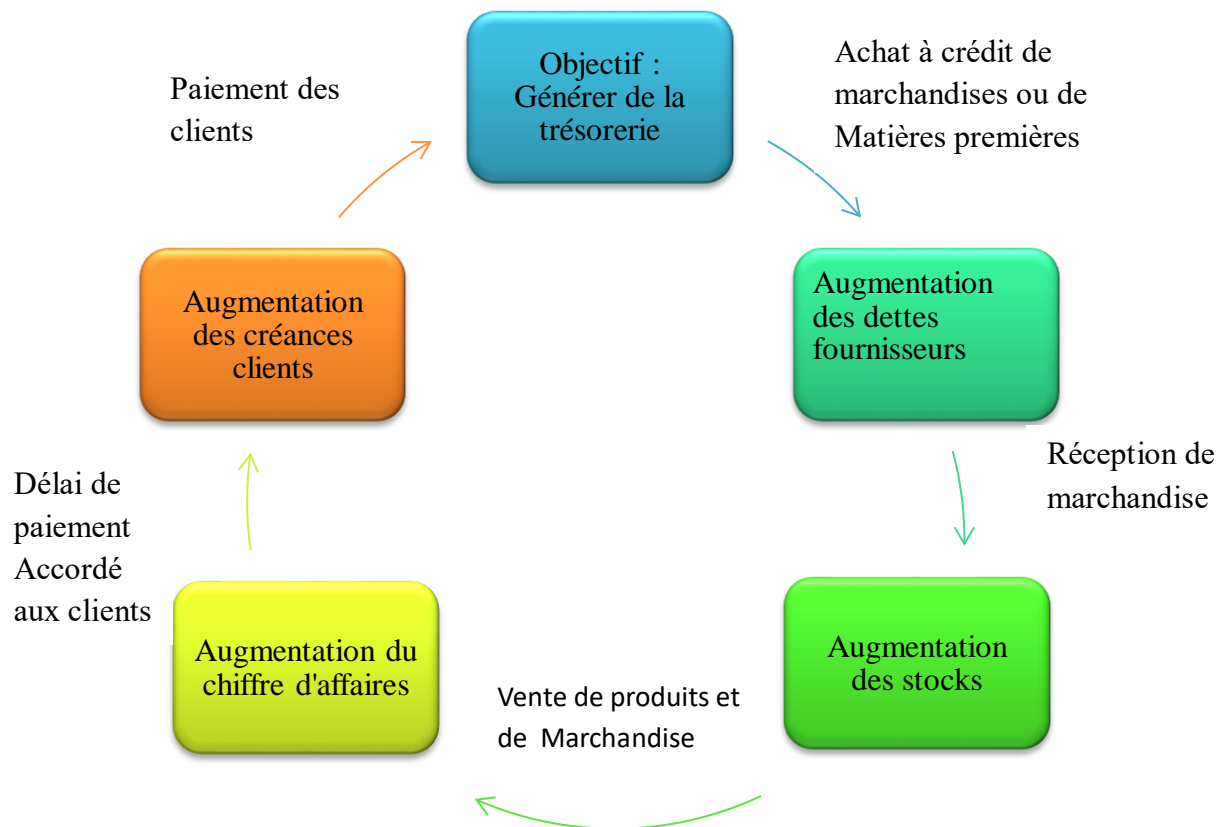 Objectif :
Générer de la
trésorerie
Achat à crédit de
marchandises ou de
Matières premières
Augmentation
des dettes
fournisseurs
Réception de
marchandise
Augmentation
des stocks
Vente de produits et
de Marchandise
Augmentation du
chiffre d'affaires
Délai de
paiement
Accordé
aux clients
Augmentation
des créances
clients
Paiement des
clients